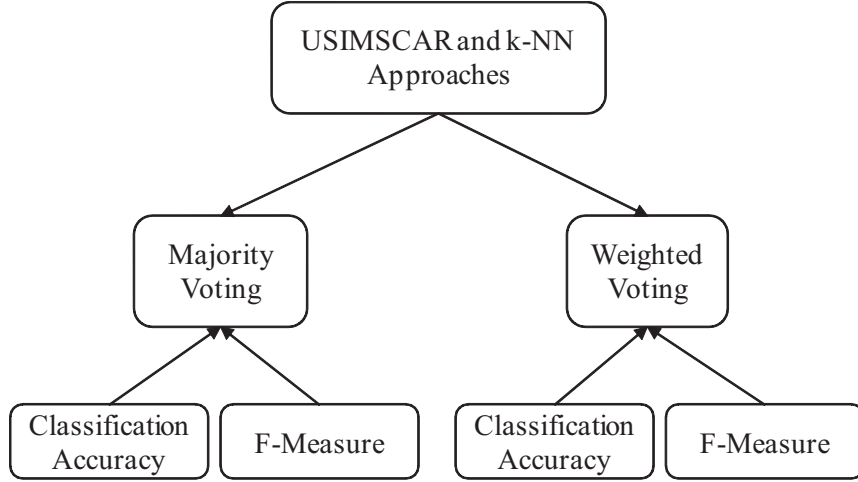 USIMSCAR and k-NN
Approaches
Majority
Voting
Weighted
Voting
Classification
Accuracy
F-Measure
Classification
Accuracy
F-Measure